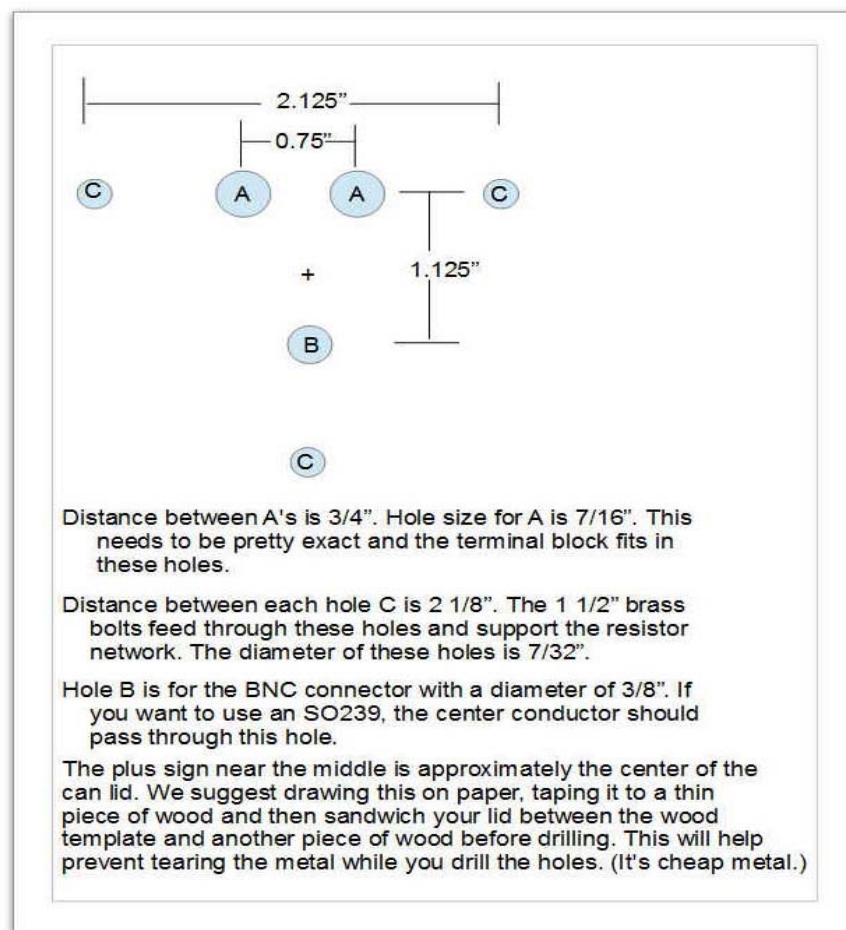 2.125”
0.75”
C A A C
+ 1.125”
B
C
Distance between A's is 3/4”. Hole size for A is 7/16”. This
needs to be pretty exact and the terminal block fits in
these holes.
Distance between each hole C is 2 1/8”. The 1 1/2” brass
bolts feed through these holes and support the resistor
network. The diameter of these holes is 7/32”.
Hole B is for the BNC connector with a diameter of 3/8”. If
you want to use an SO239, the center conductor should
pass through this hole.
The plus sign near the middle is approximately the center of the
can lid. We suggest drawing this on paper, taping it to a thin
piece of wood and then sandwich your lid between the wood
template and another piece of wood before drilling. This will help
prevent tearing the metal while you drill the holes. (It's cheap metal.)